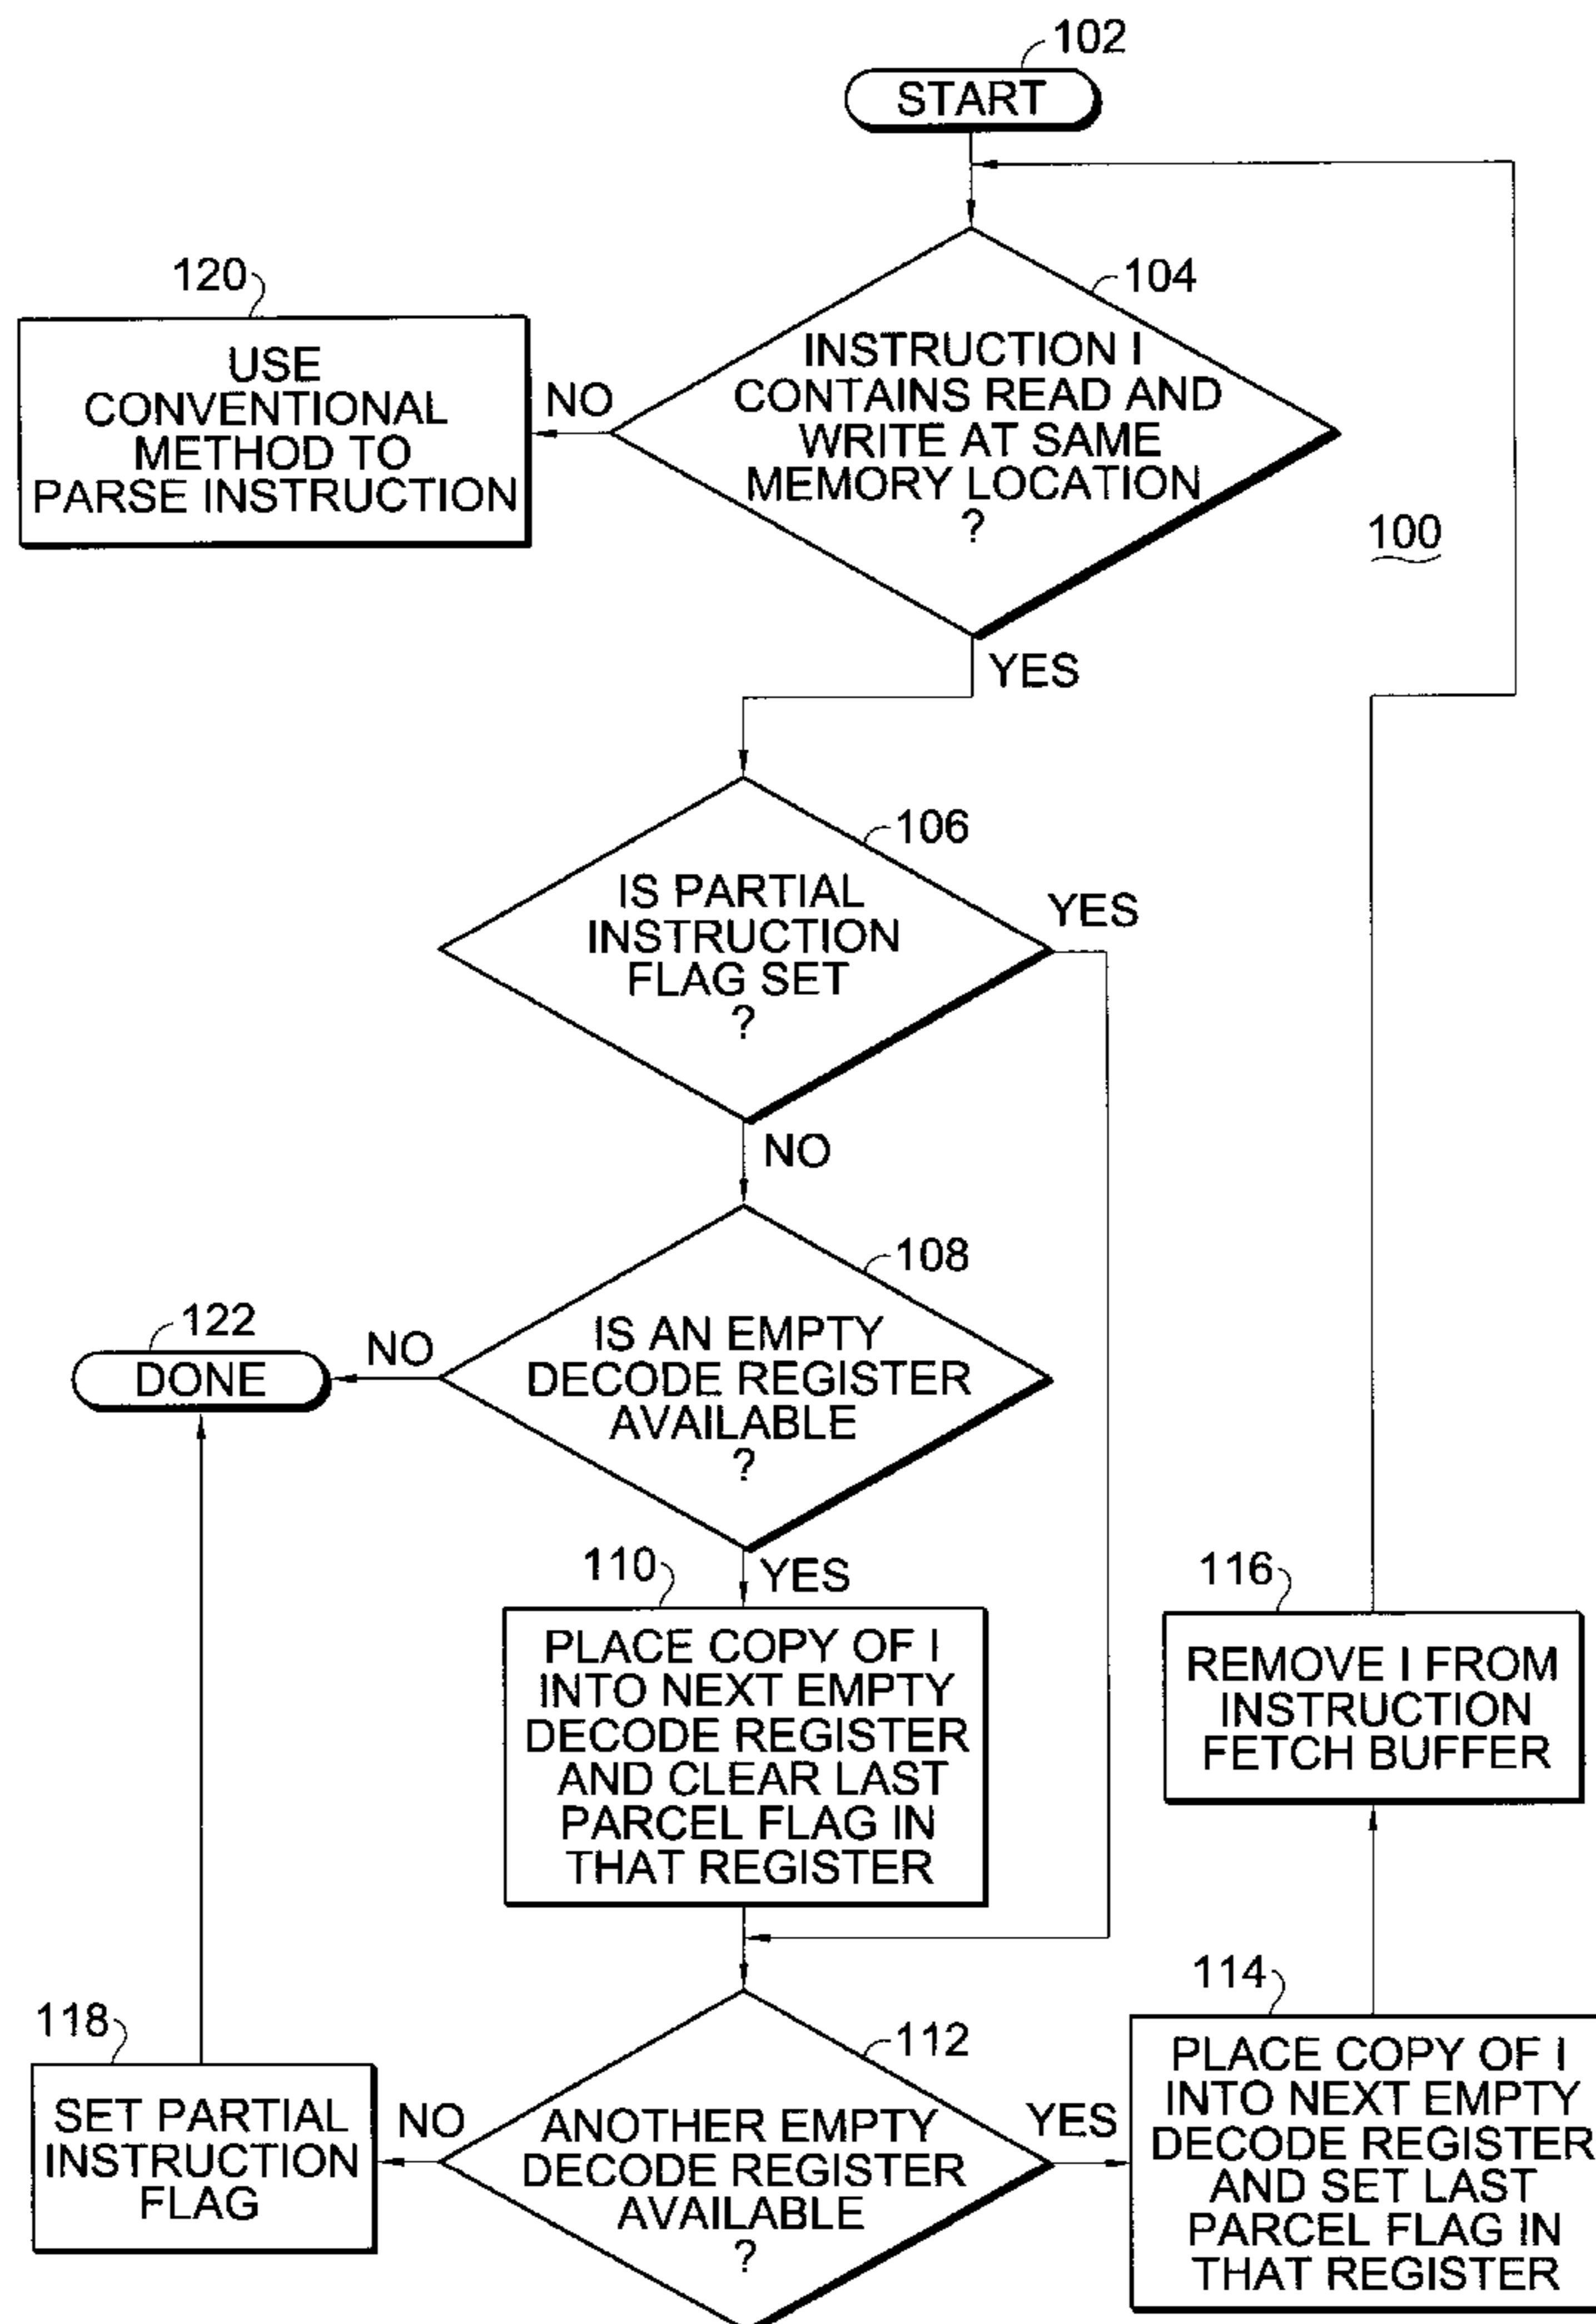 102
START
104
INSTRUCTION I
CONTAINS READ AND
WRITE AT SAME
MEMORY LOCATION
?
120
USE
CONVENTIONAL
METHOD TO
PARSE INSTRUCTION
NO
100
YES
106
IS PARTIAL
INSTRUCTION
FLAG SET
?
YES
NO
108
IS AN EMPTY
DECODE REGISTER
AVAILABLE
?
122
DONE
NO
YES
110
PLACE COPY OF I
INTO NEXT EMPTY
DECODE REGISTER
AND CLEAR LAST
PARCEL FLAG IN
THAT REGISTER
116
REMOVE I FROM
INSTRUCTION
FETCH BUFFER
118
SET PARTIAL
INSTRUCTION
FLAG
NO
112
ANOTHER EMPTY
DECODE REGISTER
AVAILABLE
?
YES
114
PLACE COPY OF I
INTO NEXT EMPTY
DECODE REGISTER
AND SET LAST
PARCEL FLAG IN
THAT REGISTER